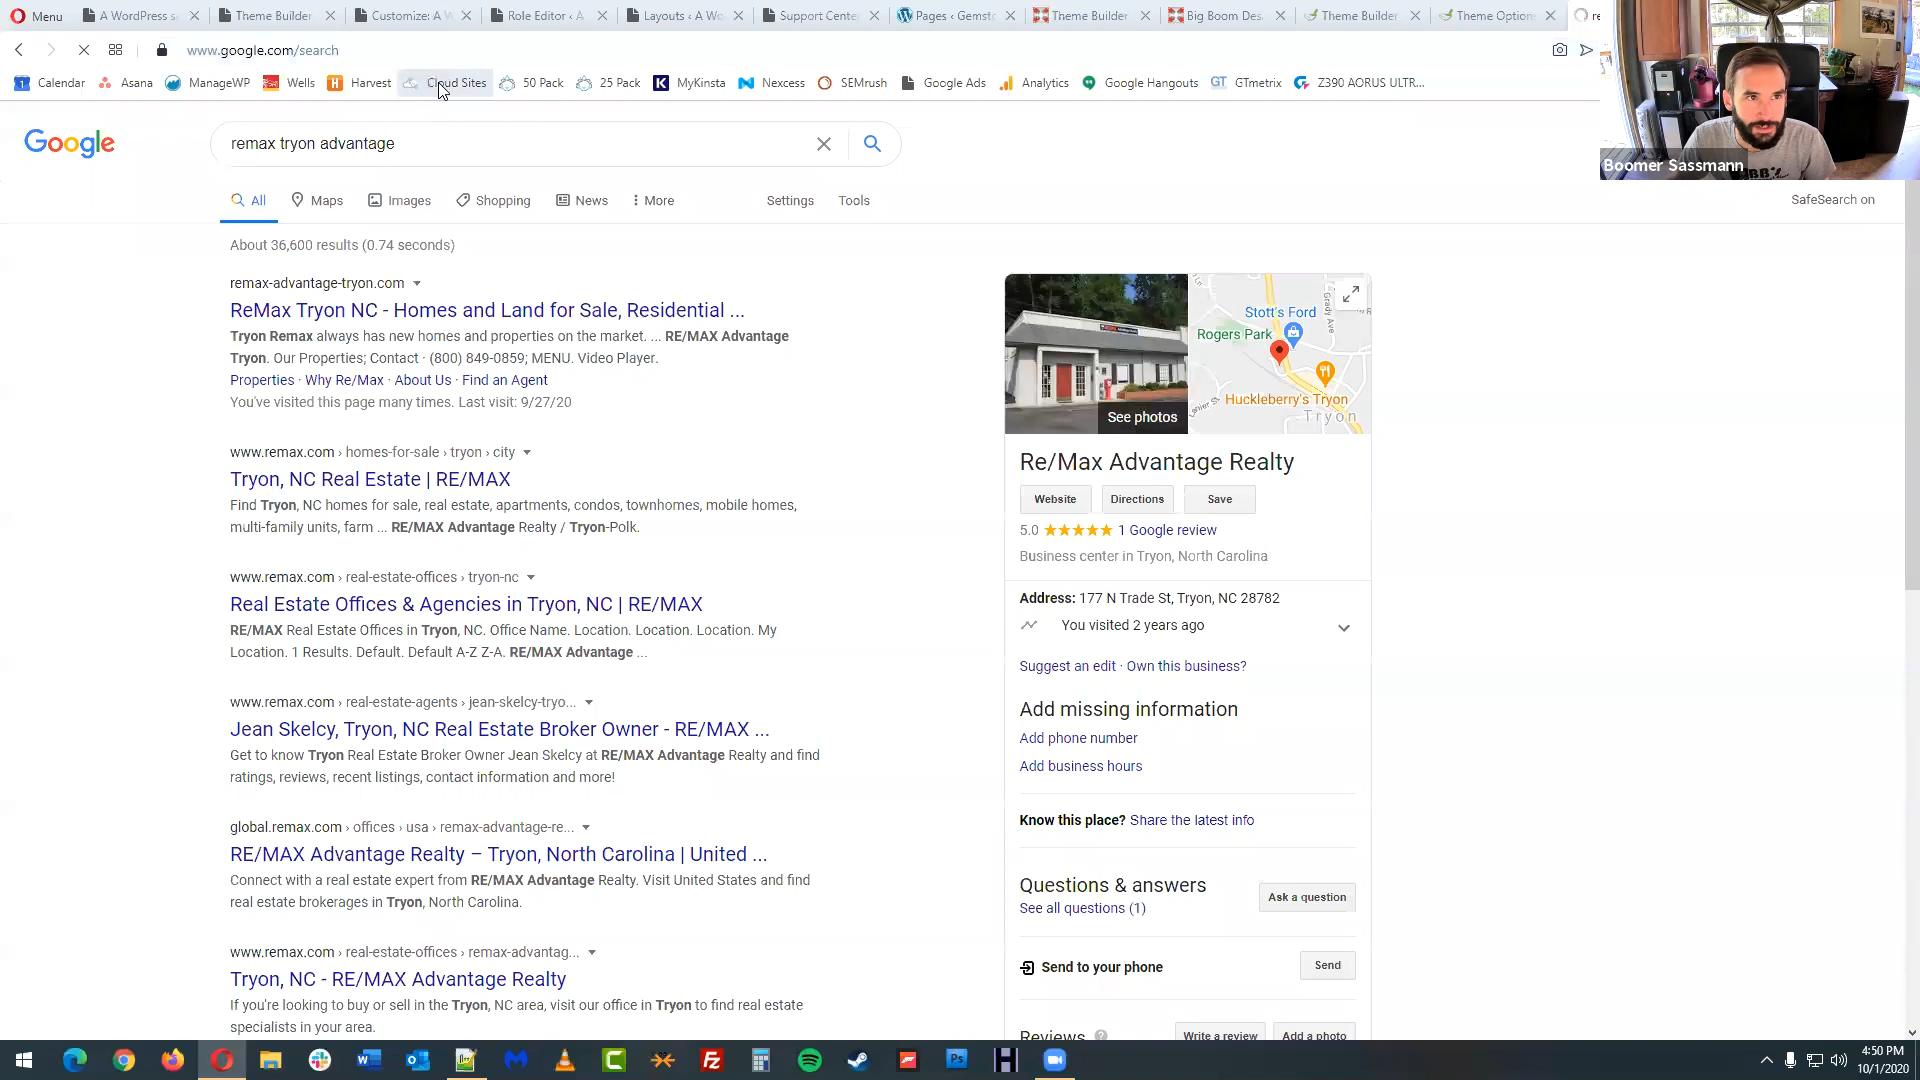 Menu
A WordPress s
Theme Builder
Customize: A W
Role Editor ‹ A
Layouts ‹ A Wo
Support Cente
Pages ‹ Gemst
Theme Builder
Big Boom Des
Theme Builder
Theme Option
re
www.google.com/search
Calendar
Asana
ManageWP
Wells
Harvest
Cloud Sites
50 Pack
25 Pack
MyKinsta
Nexcess
SEMrush
Google Ads
Analytics
Google Hangouts
GTmetrix
Z390 AORUS ULTR...
Boomer Sassmann
Google
remax tryon advantage
All
Maps
Images
Shopping
News
More
Settings
Tools
SafeSearch on
About 36,600 results (0.74 seconds)
remax-advantage-tryon.com
ReMax Tryon NC - Homes and Land for Sale, Residential ...
Tryon Remax always has new homes and properties on the market. ... RE/MAX Advantage
Tryon. Our Properties; Contact · (800) 849-0859; MENU. Video Player.
Properties · Why Re/Max · About Us · Find an Agent
You've visited this page many times. Last visit: 9/27/20
www.remax.com › homes-for-sale › tryon › city
Tryon, NC Real Estate | RE/MAX
Find Tryon, NC homes for sale, real estate, apartments, condos, townhomes, mobile homes,
multi-family units, farm ... RE/MAX Advantage Realty / Tryon-Polk.
www.remax.com › real-estate-offices › tryon-nc
Real Estate Offices & Agencies in Tryon, NC | RE/MAX
RE/MAX Real Estate Offices in Tryon, NC. Office Name. Location. Location. Location. My
Location. 1 Results. Default. Default A-Z Z-A. RE/MAX Advantage ...
www.remax.com › real-estate-agents › jean-skelcy-tryo...
Jean Skelcy, Tryon, NC Real Estate Broker Owner - RE/MAX ...
Get to know Tryon Real Estate Broker Owner Jean Skelcy at RE/MAX Advantage Realty and find
ratings, reviews, recent listings, contact information and more!
global.remax.com › offices › usa › remax-advantage-re...
RE/MAX Advantage Realty – Tryon, North Carolina | United ...
Connect with a real estate expert from RE/MAX Advantage Realty. Visit United States and find
real estate brokerages in Tryon, North Carolina.
www.remax.com › real-estate-offices › remax-advantag...
Tryon, NC - RE/MAX Advantage Realty
If you're looking to buy or sell in the Tryon, NC area, visit our office in Tryon to find real estate
specialists in your area.
See photos
Stott's Ford
Rogers Park
Grady Ave
Lanier St
Huckleberry's Tryon
Tryon
Re/Max Advantage Realty
Website
Directions
Save
5.0 ★★★★★ 1 Google review
Business center in Tryon, North Carolina
Address: 177 N Trade St, Tryon, NC 28782
You visited 2 years ago
Suggest an edit · Own this business?
Add missing information
Add phone number
Add business hours
Know this place? Share the latest info
Questions & answers
See all questions (1)
Ask a question
Send to your phone
Send
Reviews
Write a review
Add a photo
4:50 PM
10/1/2020